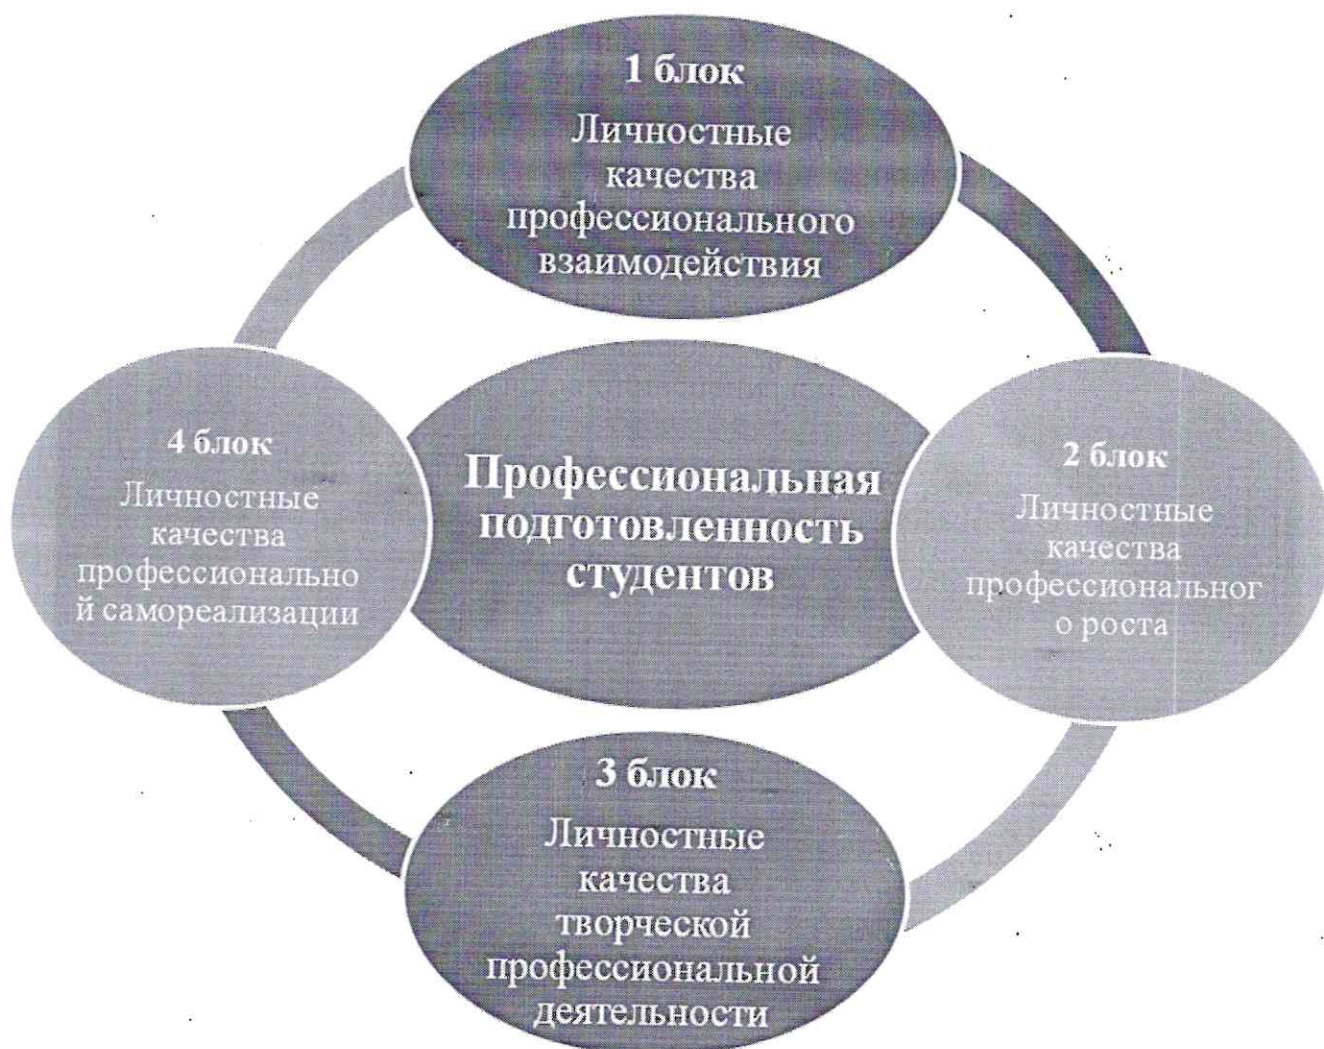 1 блок
Личностные
качества
профессионального
взаимодействия
4 блок
Личностные
качества
профессионально
й самореализации
Профессиональная
подготовленность
студентов
2 блок
Личностные
качества
профессиональног
о роста
3 блок
Личностные
качества
творческой
профессиональной
деятельности